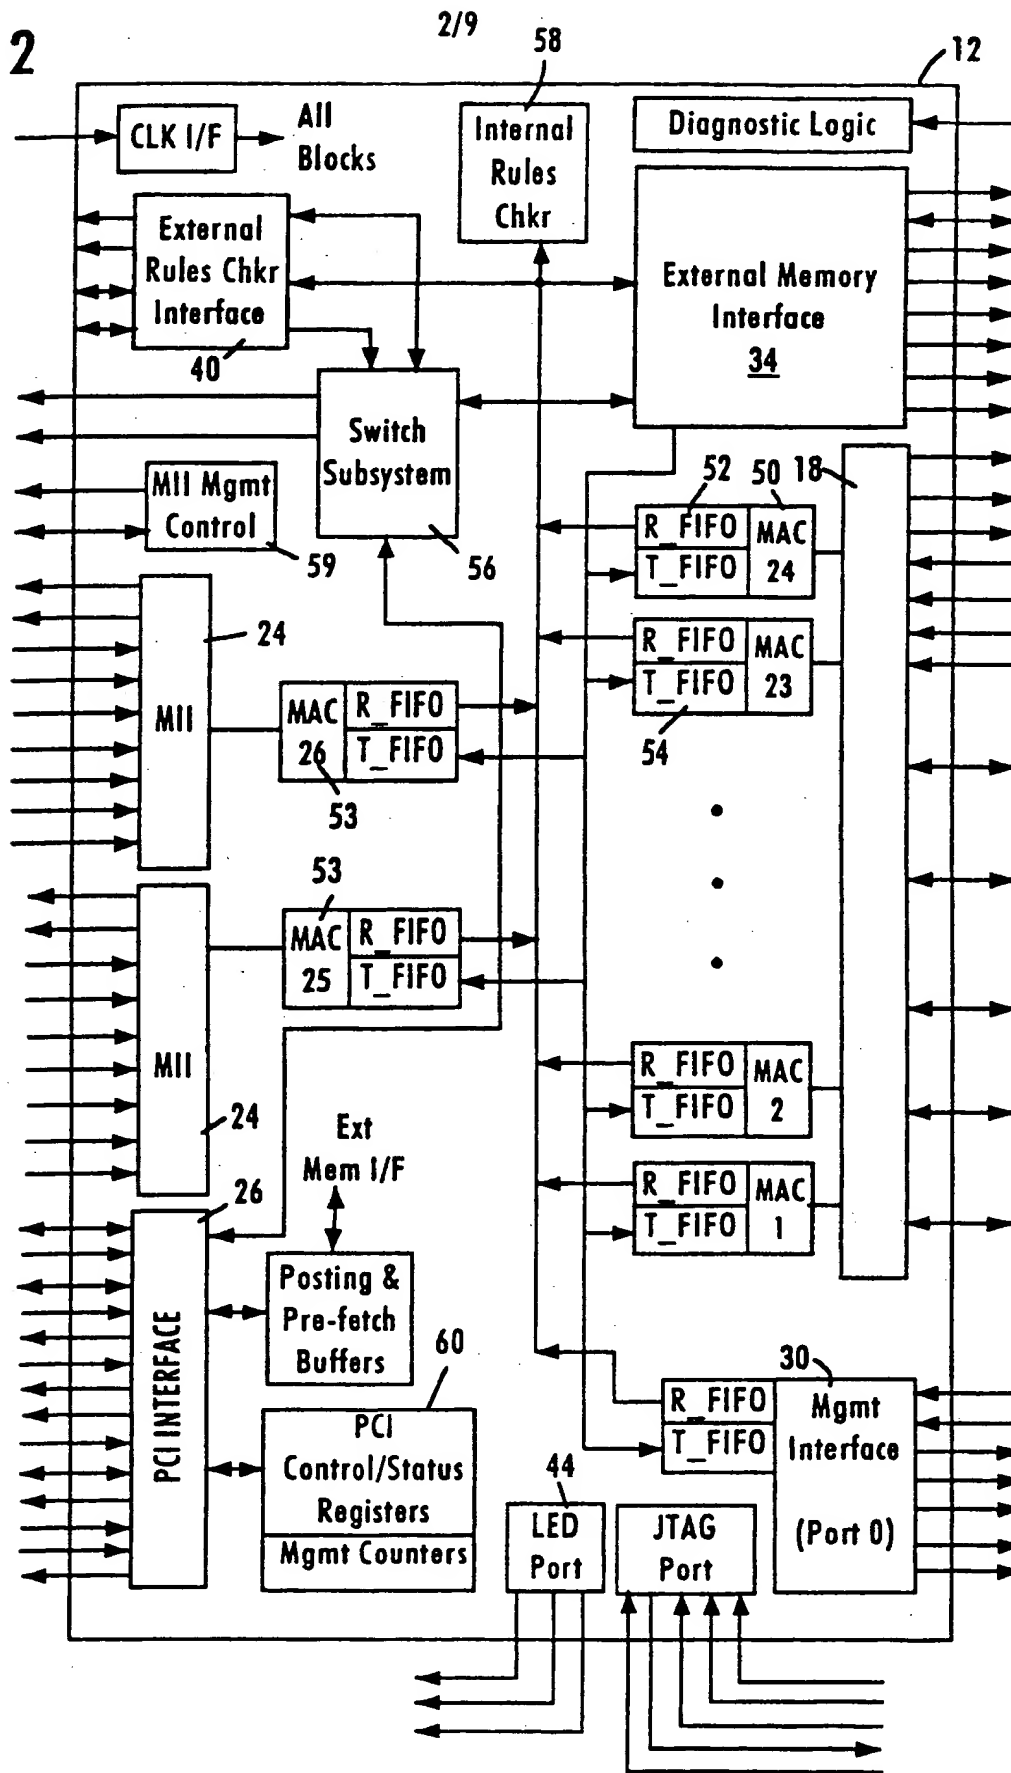 2/9
2
58
12
CLK I/F
All
Blocks
Internal
Rules
Chkr
Diagnostic Logic
External
Rules Chkr
Interface
40
External Memory
Interface
34
Switch
Subsystem
56
MII Mgmt
Control
59
52
50
18
R_FIFO
T_FIFO
MAC
24
R_FIFO
T_FIFO
MAC
23
54
24
MII
MAC
26
R_FIFO
T_FIFO
53
53
MAC
25
R_FIFO
T_FIFO
MII
24
R_FIFO
T_FIFO
MAC
2
R_FIFO
T_FIFO
MAC
1
Ext
Mem I/F
26
PCI INTERFACE
Posting &
Pre-fetch
Buffers
60
PCI
Control/Status
Registers
Mgmt Counters
30
R_FIFO
T_FIFO
Mgmt
Interface
(Port 0)
44
LED
Port
JTAG
Port